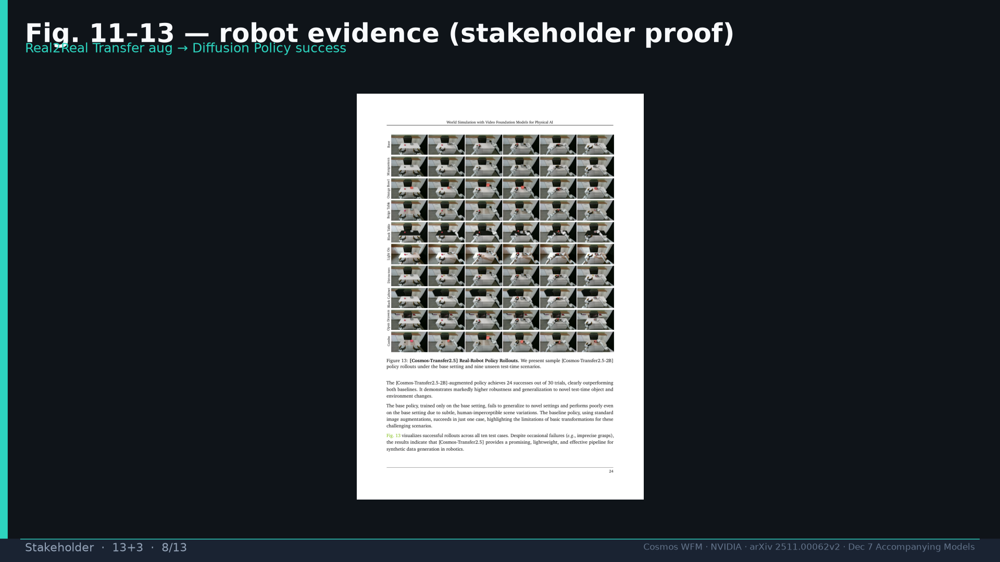 Fig. 11–13 — robot evidence (stakeholder proof)
Real2Real Transfer aug → Diffusion Policy success
World Simulation with Video Foundation Models for Physical AI
Base
Mangosteen
Orange Bowl
Beige Table
Black Table
Light On
Distractors
Black Cabinet
Open Drawers
Combo
Figure 13: [Cosmos-Transfer2.5] Real-Robot Policy Rollouts. We present sample [Cosmos-Transfer2.5-2B]
policy rollouts under the base setting and nine unseen test-time scenarios.
The [Cosmos-Transfer2.5-2B]-augmented policy achieves 24 successes out of 30 trials, clearly outperforming
both baselines. It demonstrates markedly higher robustness and generalization to novel test-time object and
environment changes.
The base policy, trained only on the base setting, fails to generalize to novel settings and performs poorly even
on the base setting due to subtle, human-imperceptible scene variations. The baseline policy, using standard
image augmentations, succeeds in just one case, highlighting the limitations of basic transformations for these
challenging scenarios.
Fig. 13 visualizes successful rollouts across all ten test cases. Despite occasional failures (e.g., imprecise grasps),
the results indicate that [Cosmos-Transfer2.5] provides a promising, lightweight, and effective pipeline for
synthetic data generation in robotics.
24
Stakeholder · 13+3 · 8/13
Cosmos WFM · NVIDIA · arXiv 2511.00062v2 · Dec 7 Accompanying Models